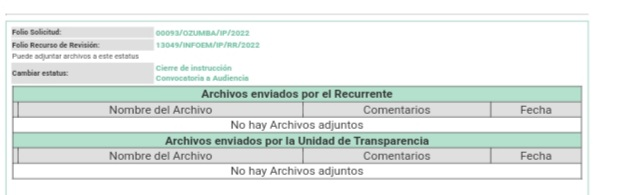 Folio Solicitud: 00093/OZUMBA/IP/2022
Folio Recurso de Revisión: 13049/INFOEM/IP/RR/2022
Puede adjuntar archivos a este estatus
Cambiar estatus: Cierre de instrucción
Convocatoria a Audiencia
Archivos enviados por el Recurrente
Nombre del Archivo Comentarios Fecha
No hay Archivos adjuntos
Archivos enviados por la Unidad de Transparencia
Nombre del Archivo Comentarios Fecha
No hay Archivos adjuntos